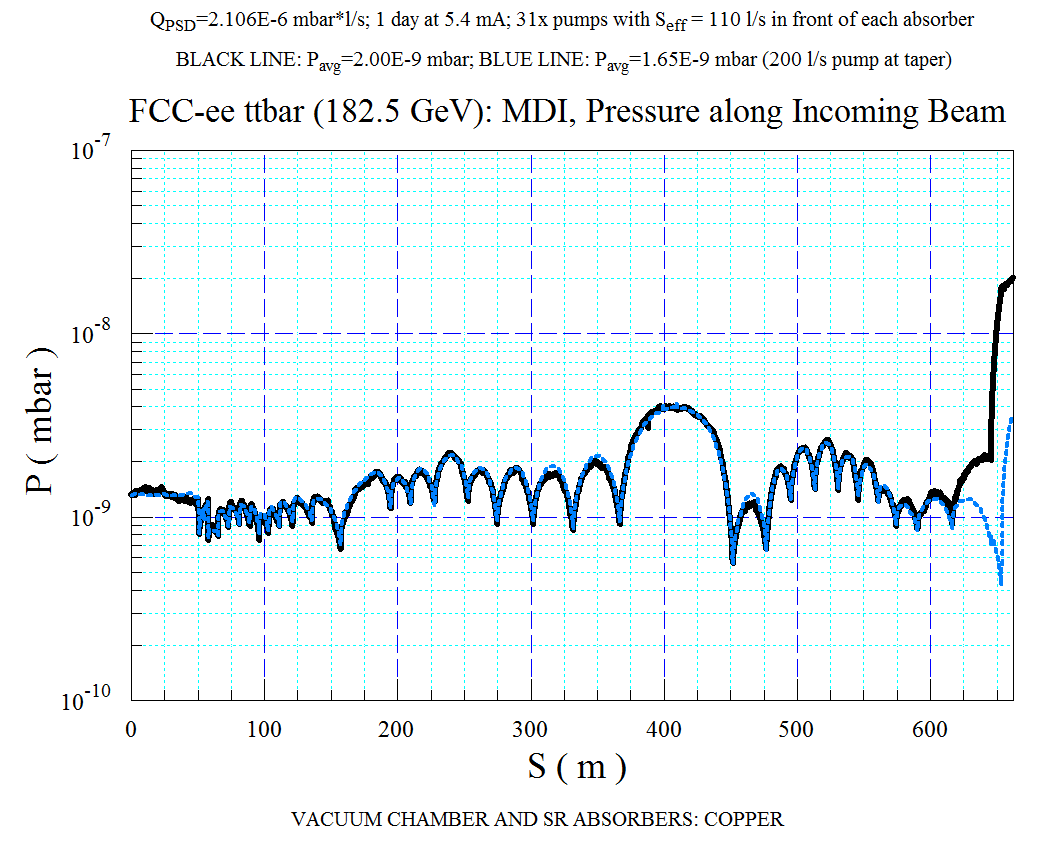 Q_PSD=2.106E-6 mbar*l/s; 1 day at 5.4 mA; 31x pumps with S_eff = 110 l/s in front of each absorber
BLACK LINE: P_avg=2.00E-9 mbar; BLUE LINE: P_avg=1.65E-9 mbar (200 l/s pump at taper)
FCC-ee ttbar (182.5 GeV): MDI, Pressure along Incoming Beam
10^-7
10^-8
10^-9
10^-10
P ( mbar )
0 100 200 300 400 500 600
S ( m )
VACUUM CHAMBER AND SR ABSORBERS: COPPER